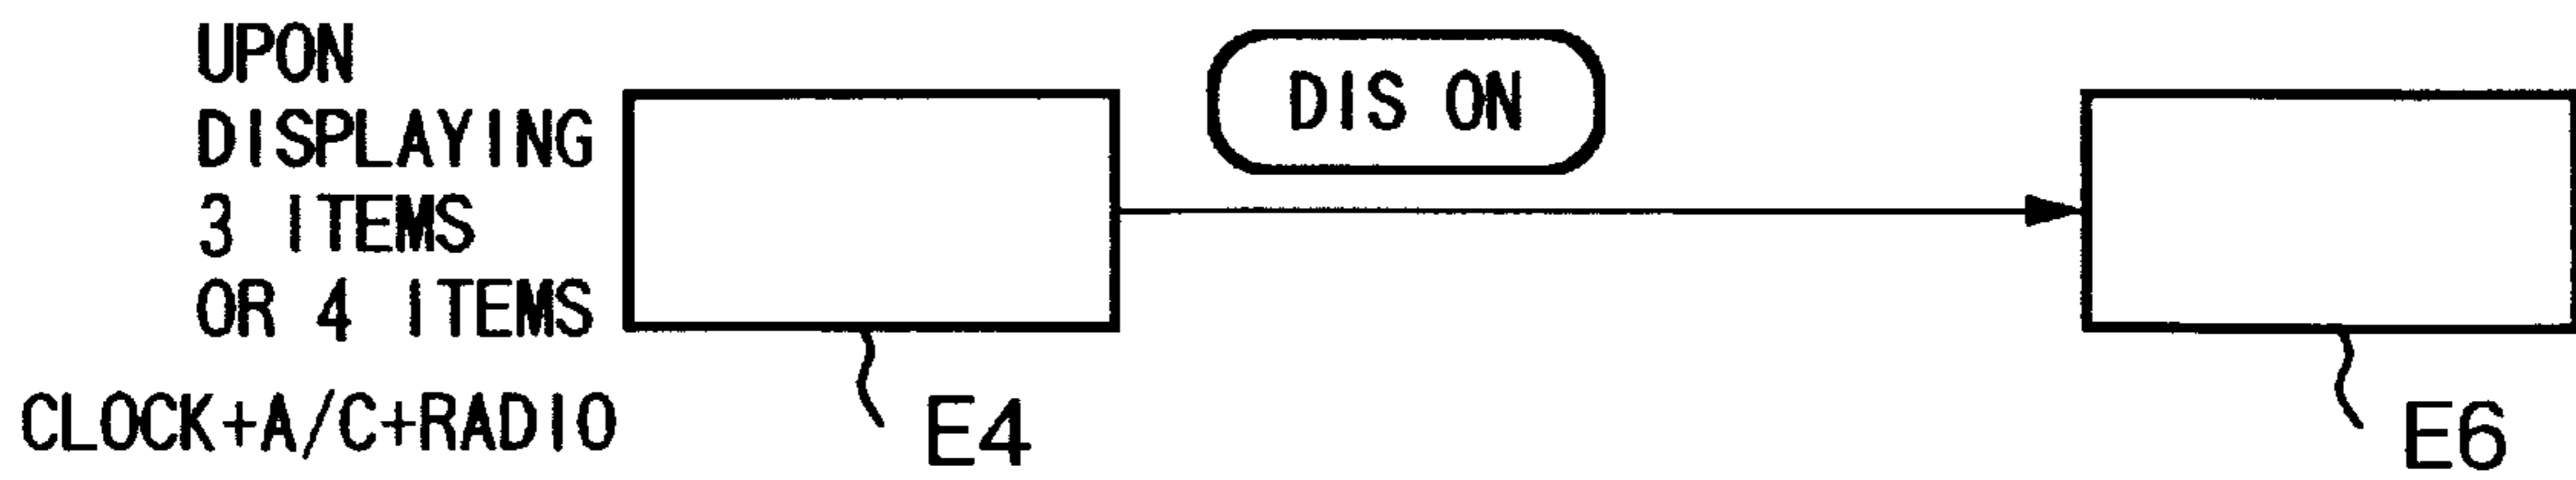 UPON
DISPLAYING
3 ITEMS
OR 4 ITEMS
CLOCK+A/C+RADIO
DIS ON
E4
E6